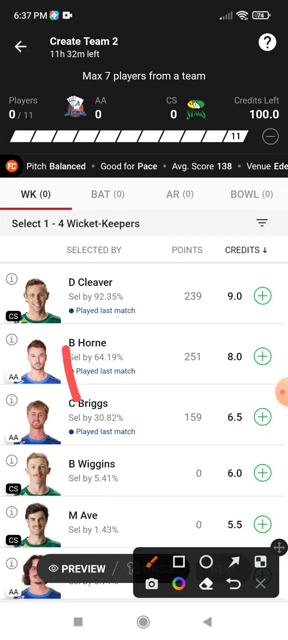 6:37 PM
74
Create Team 2
11h 32m left
?
Max 7 players from a team
Players
0 / 11
AA
0
CS
0
Credits Left
100.0
11
FC Pitch Balanced • Good for Pace • Avg. Score 138 • Venue Ede
WK (0) BAT (0) AR (0) BOWL (0)
Select 1 - 4 Wicket-Keepers
SELECTED BY POINTS CREDITS ↓
D Cleaver
Sel by 92.35% 239 9.0
Played last match
CS
B Horne
Sel by 64.19% 251 8.0
Played last match
AA
C Briggs
Sel by 30.82% 159 6.5
Played last match
AA
B Wiggins
Sel by 5.41% 0 6.0
CS
M Ave
Sel by 1.43% 0 5.5
CS
PREVIEW
AA